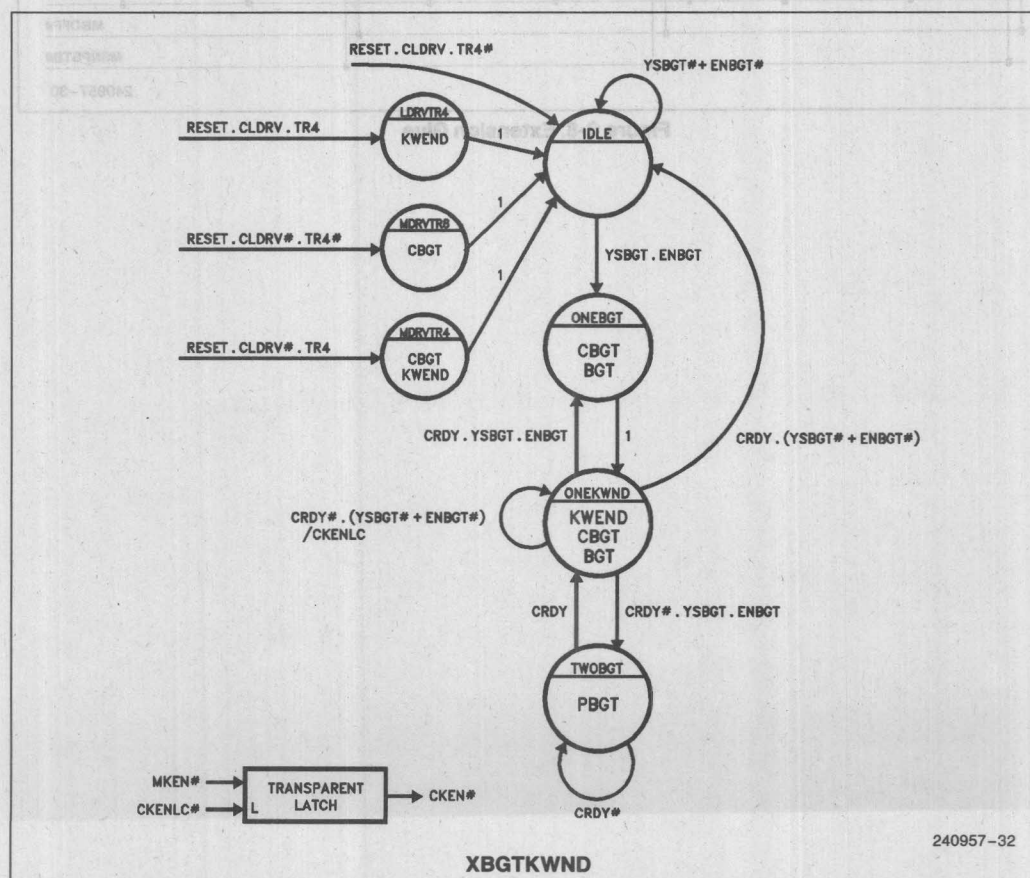 RESET.CLDRV.TR4#
YSBGT#+ENBGT#
RESET.CLDRV.TR4
LDRVTR4
KWEND
1
IDLE
RESET.CLDRV#.TR4#
MDRVTR8
CBGT
1
YSBGT.ENBGT
RESET.CLDRV#.TR4
MDRVTR4
CBGT
KWEND
1
ONEBGT
CBGT
BGT
CRDY.YSBGT.ENBGT
1
CRDY.(YSBGT#+ENBGT#)
CRDY#.(YSBGT#+ENBGT#)
/CKENLC
ONEKWND
KWEND
CBGT
BGT
CRDY
CRDY#.YSBGT.ENBGT
TWOBGT
PBGT
CRDY#
MKEN#
CKENLC#
L
TRANSPARENT
LATCH
CKEN#
240957-32
XBGTKWND